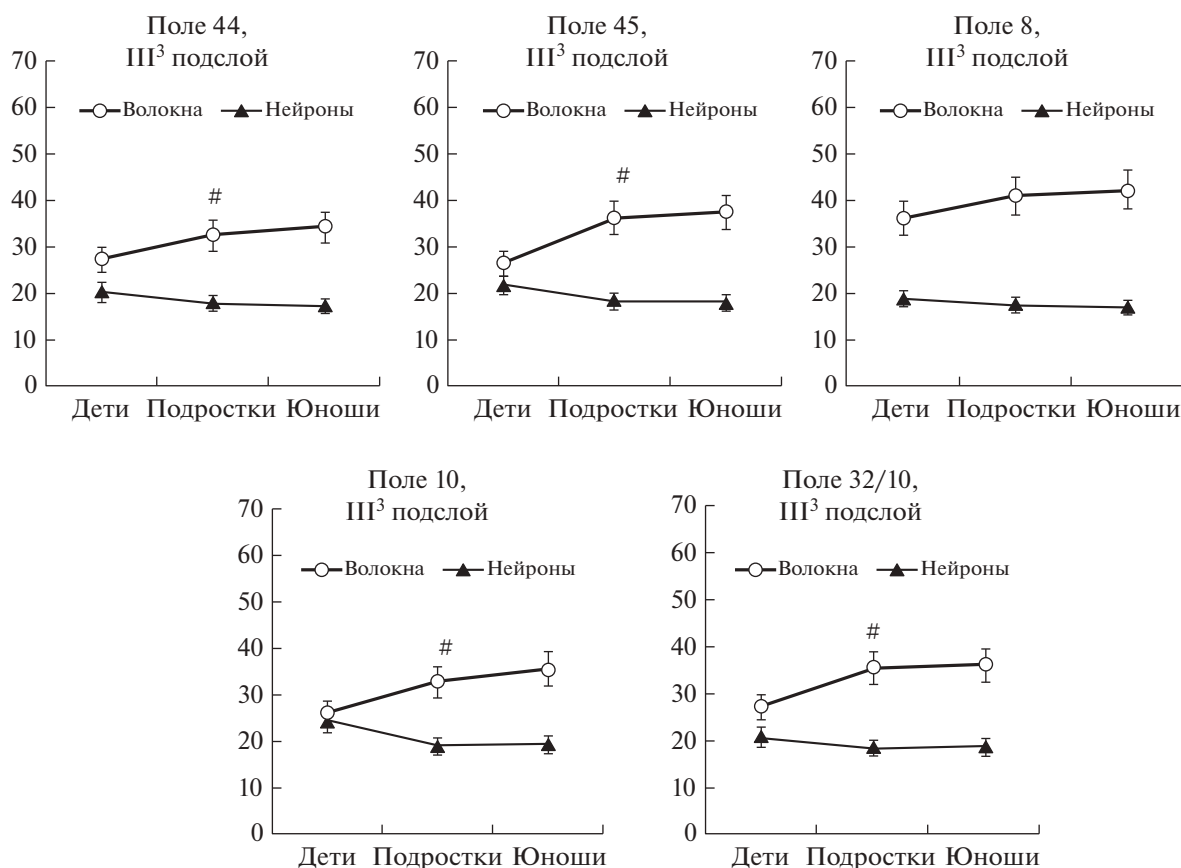 Поле 44,
III³ подслой
70
60
50
40
30
20
10
0
Волокна Нейроны
#
Дети Подростки Юноши
Поле 45,
III³ подслой
70
60
50
40
30
20
10
0
Волокна Нейроны
#
Дети Подростки Юноши
Поле 8,
III³ подслой
70
60
50
40
30
20
10
0
Волокна Нейроны
Дети Подростки Юноши
Поле 10,
III³ подслой
70
60
50
40
30
20
10
0
Волокна Нейроны
#
Дети Подростки Юноши
Поле 32/10,
III³ подслой
70
60
50
40
30
20
10
0
Волокна Нейроны
#
Дети Подростки Юноши